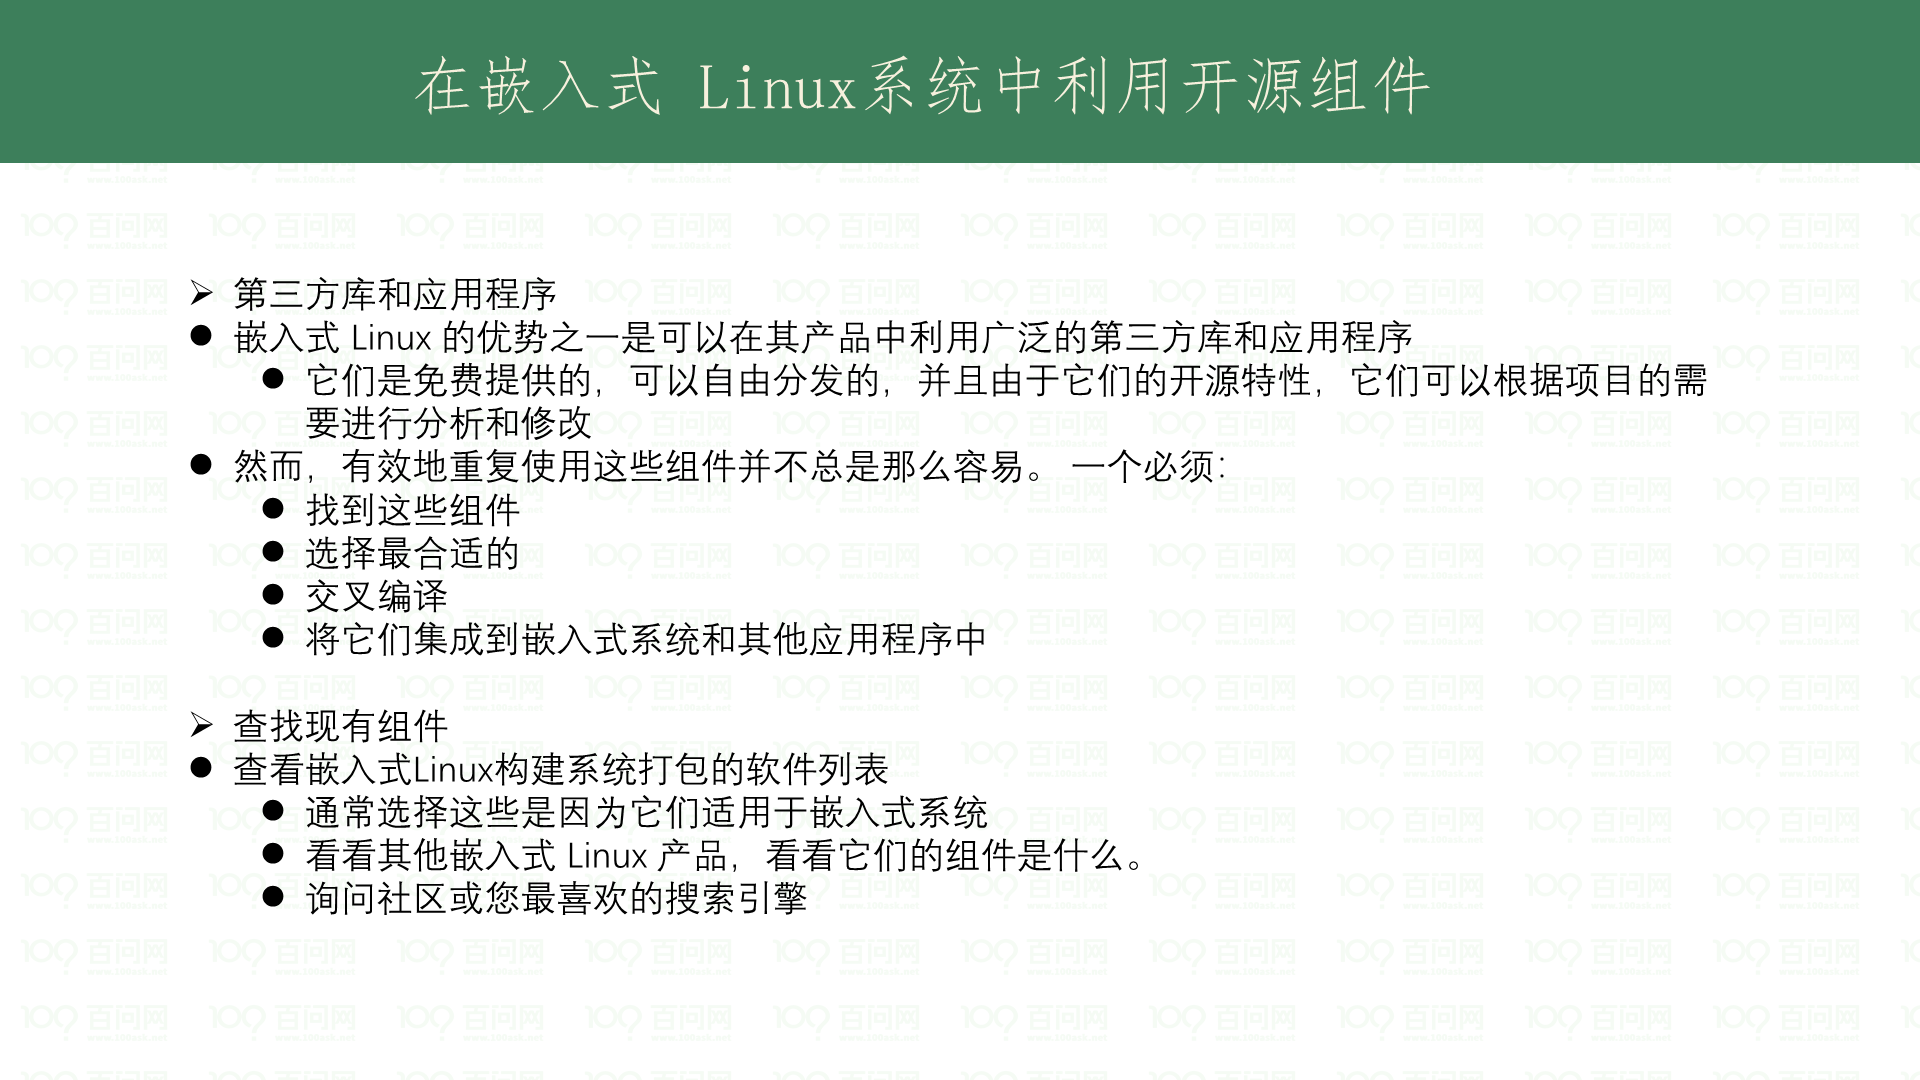 在嵌入式 Linux系统中利用开源组件
第三方库和应用程序
嵌入式 Linux 的优势之一是可以在其产品中利用广泛的第三方库和应用程序
它们是免费提供的，可以自由分发的，并且由于它们的开源特性，它们可以根据项目的需
要进行分析和修改
然而，有效地重复使用这些组件并不总是那么容易。 一个必须：
找到这些组件
选择最合适的
交叉编译
将它们集成到嵌入式系统和其他应用程序中
查找现有组件
查看嵌入式Linux构建系统打包的软件列表
通常选择这些是因为它们适用于嵌入式系统
看看其他嵌入式 Linux 产品，看看它们的组件是什么。
询问社区或您最喜欢的搜索引擎
百问网
www.100ask.net